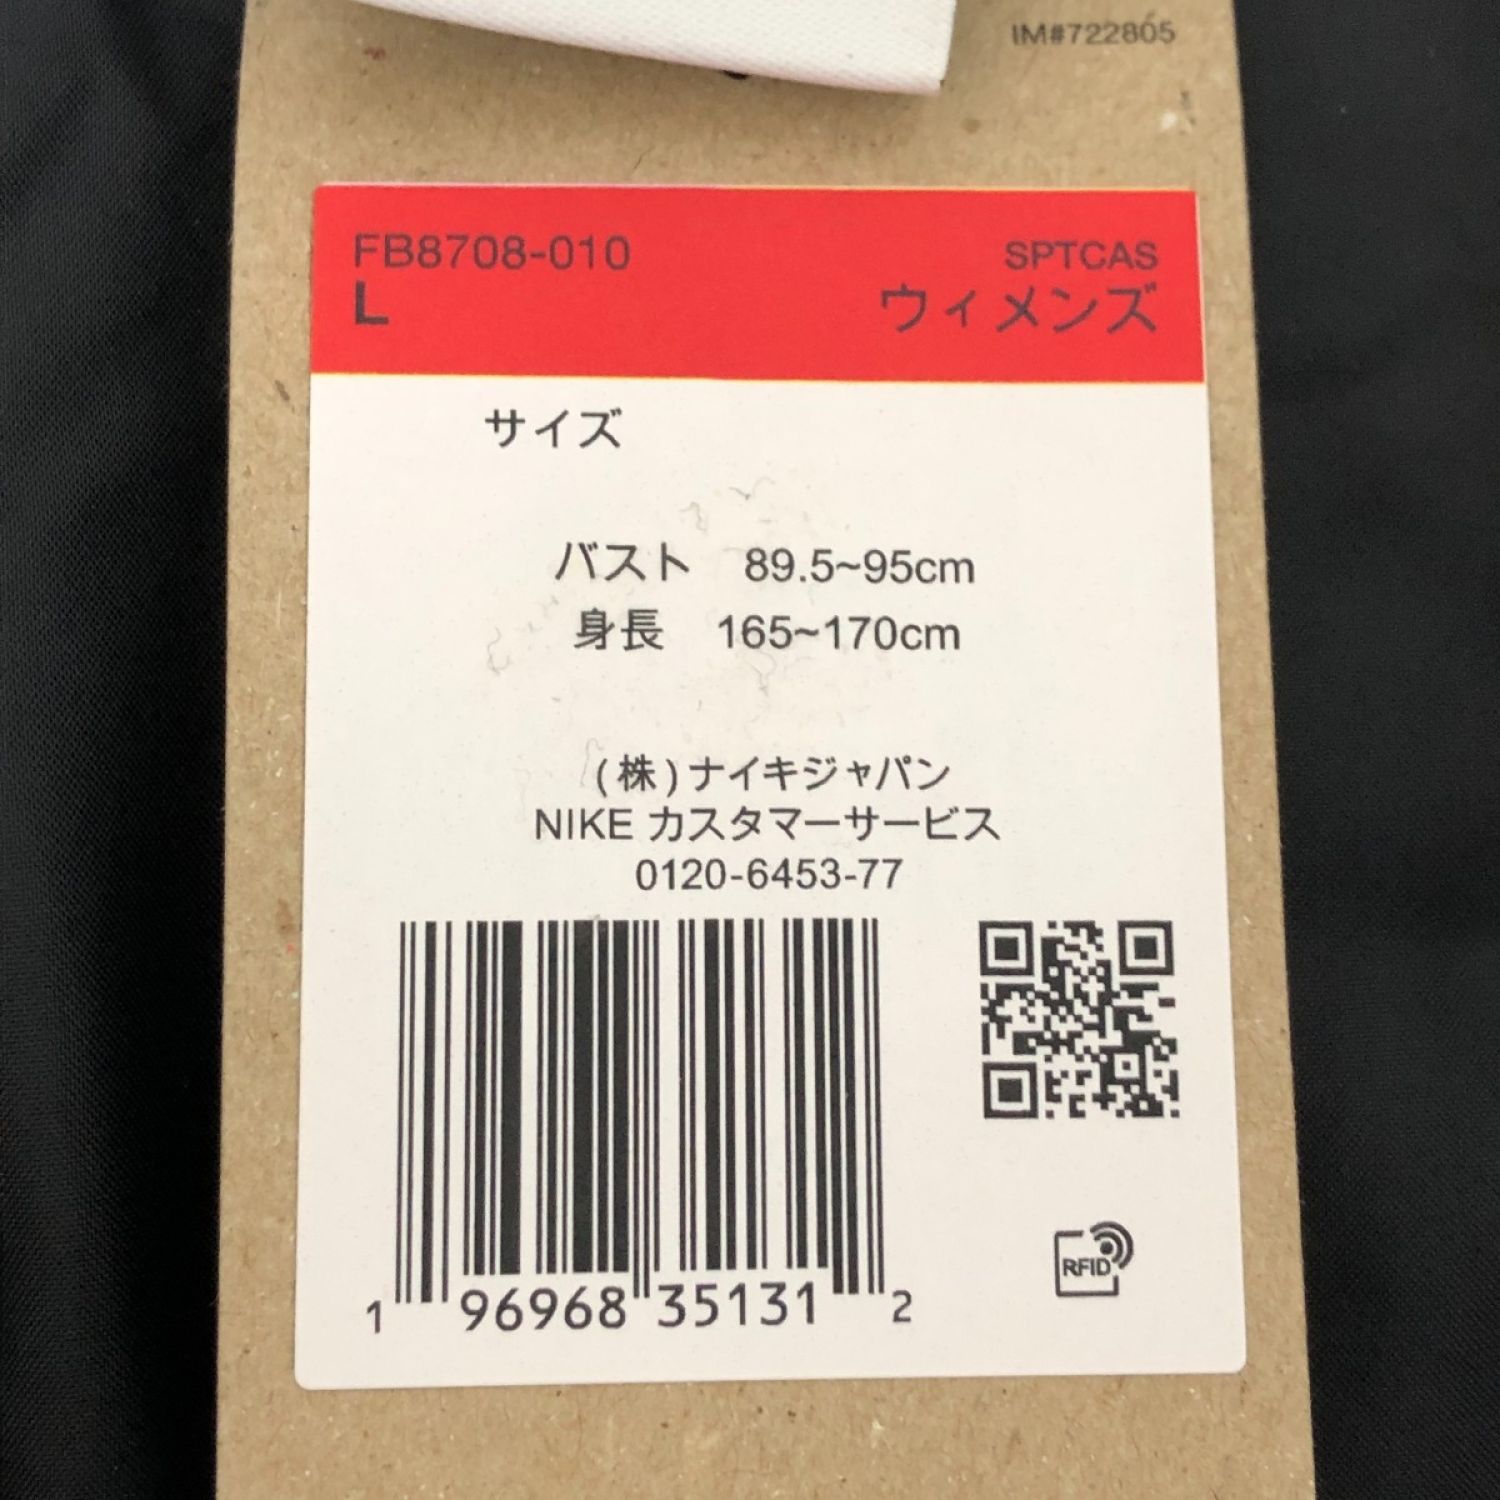 IM#722805
FB8708-010 SPTCAS
L ウィメンズ
サイズ
バスト 89.5~95cm
身長 165~170cm
(株)ナイキジャパン
NIKE カスタマーサービス
0120-6453-77
1 96968 35131 2
RFID